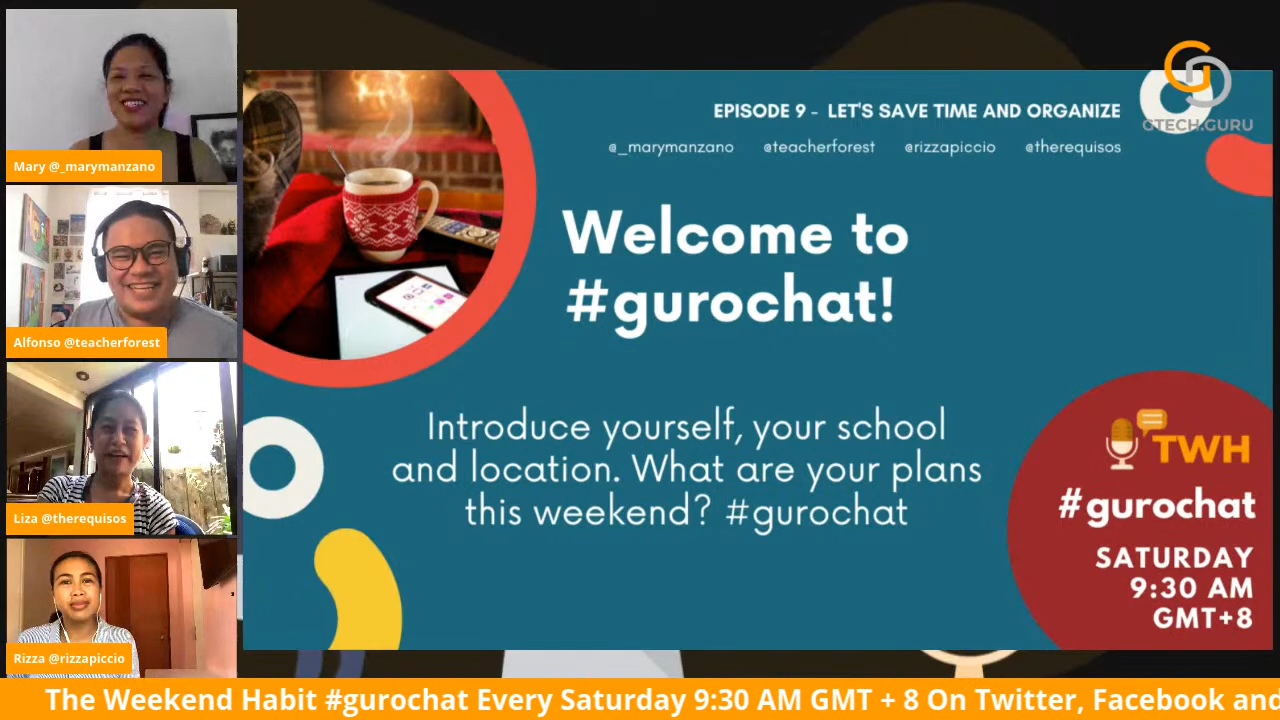 Mary @_marymanzano
Alfonso @teacherforest
Liza @therequisos
Rizza @rizzapiccio
EPISODE 9 - LET'S SAVE TIME AND ORGANIZE
@_marymanzano @teacherforest @rizzapiccio @therequisos
GTECH.GURU
Welcome to
#gurochat!
Introduce yourself, your school
and location. What are your plans
this weekend? #gurochat
TWH
#gurochat
SATURDAY
9:30 AM
GMT+8
The Weekend Habit #gurochat Every Saturday 9:30 AM GMT + 8 On Twitter, Facebook and